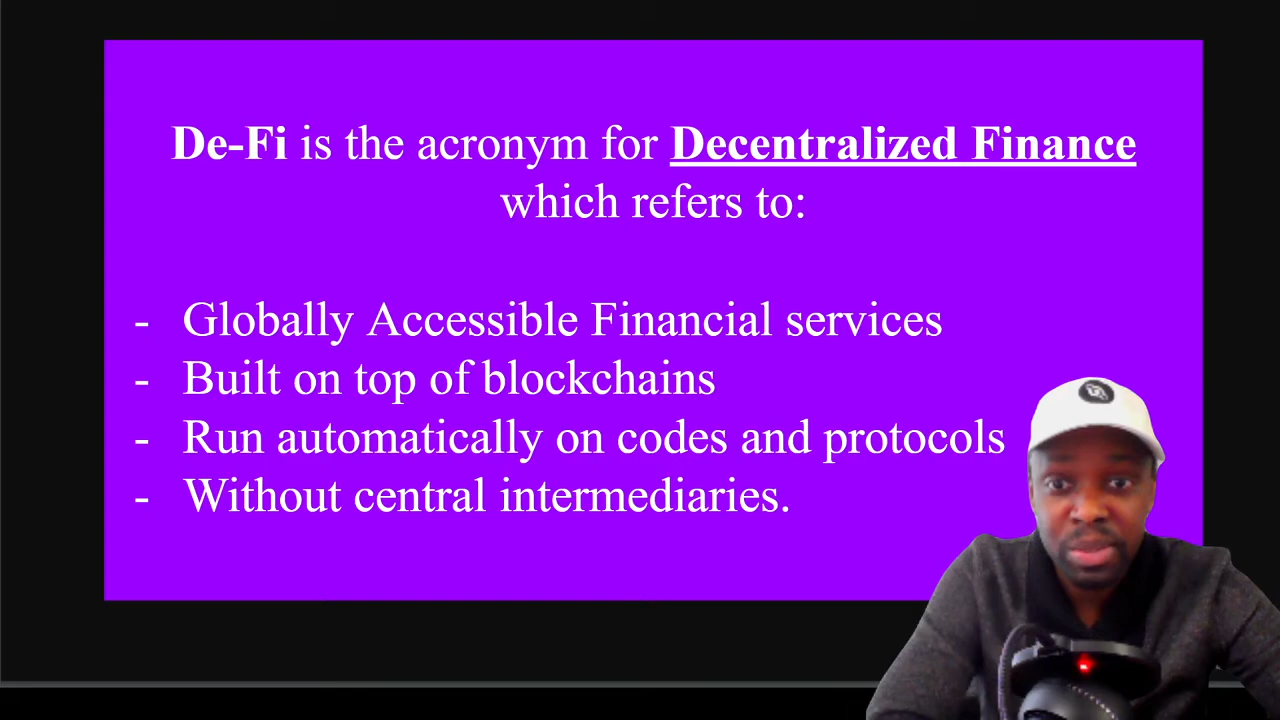 De-Fi is the acronym for Decentralized Finance
which refers to:
- Globally Accessible Financial services
- Built on top of blockchains
- Run automatically on codes and protocols
- Without central intermediaries.